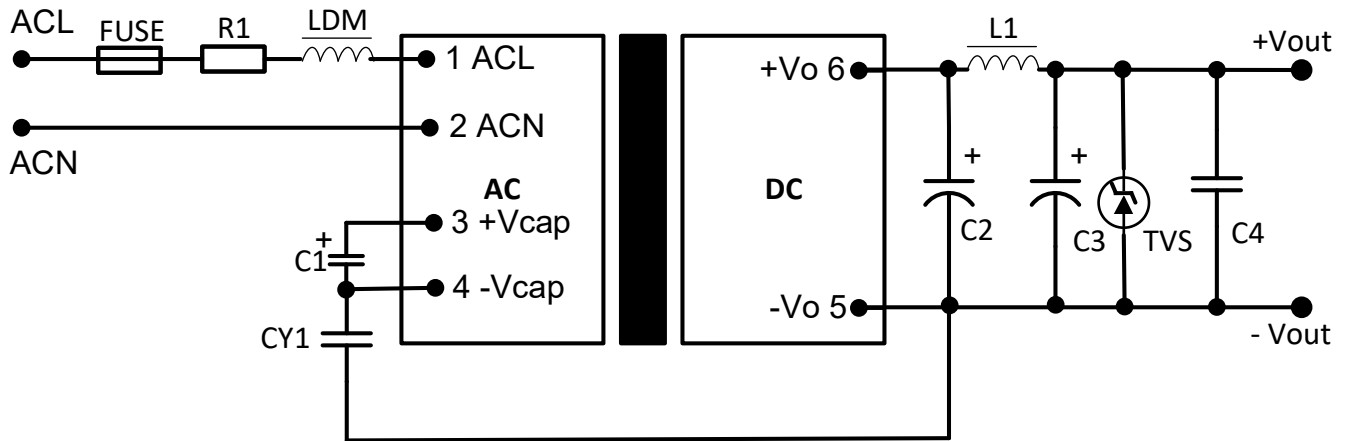 ACL
FUSE
R1
LDM
1 ACL
2 ACN
ACN
AC
3 +Vcap
+
C1
4 -Vcap
CY1
+Vo 6
DC
-Vo 5
L1
+
C2
+
C3
TVS
C4
+Vout
- Vout